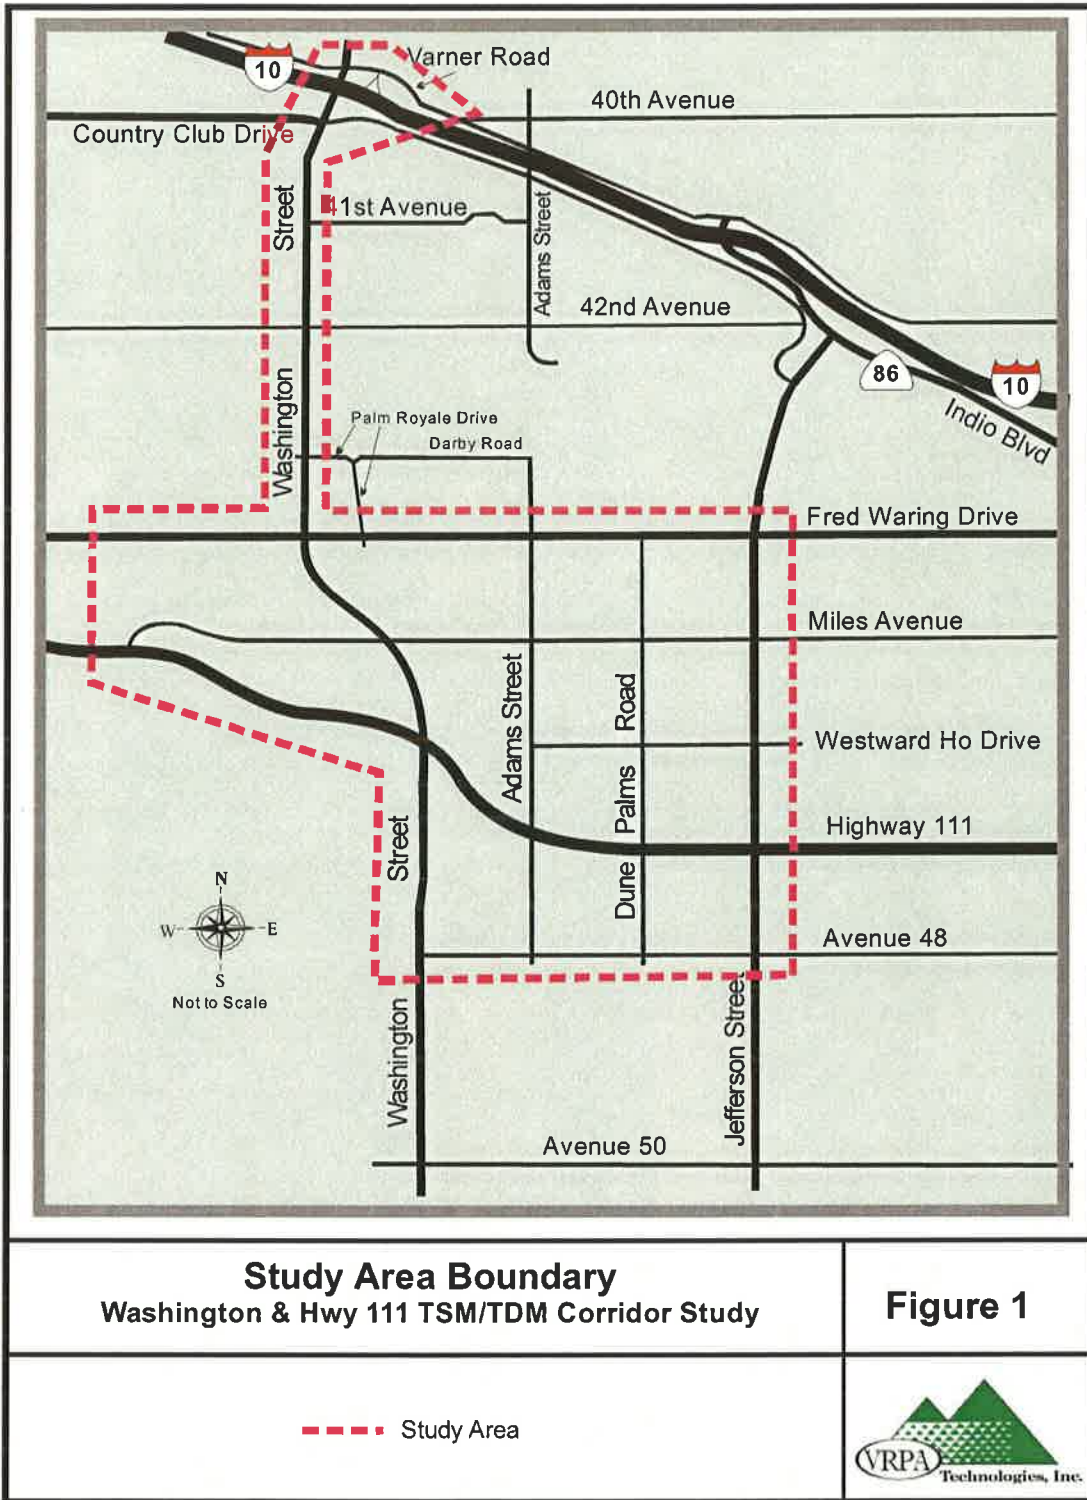 Varner Road
10
40th Avenue
Country Club Drive
Street
41st Avenue
Adams Street
42nd Avenue
86
10
Indio Blvd
Washington
Palm Royale Drive
Darby Road
Fred Waring Drive
Miles Avenue
Adams Street
Dune Palms Road
Westward Ho Drive
Street
Highway 111
N
W E
S
Not to Scale
Avenue 48
Washington
Jefferson Street
Avenue 50
Study Area Boundary
Washington & Hwy 111 TSM/TDM Corridor Study
Figure 1
Study Area
VRPA
Technologies, Inc.